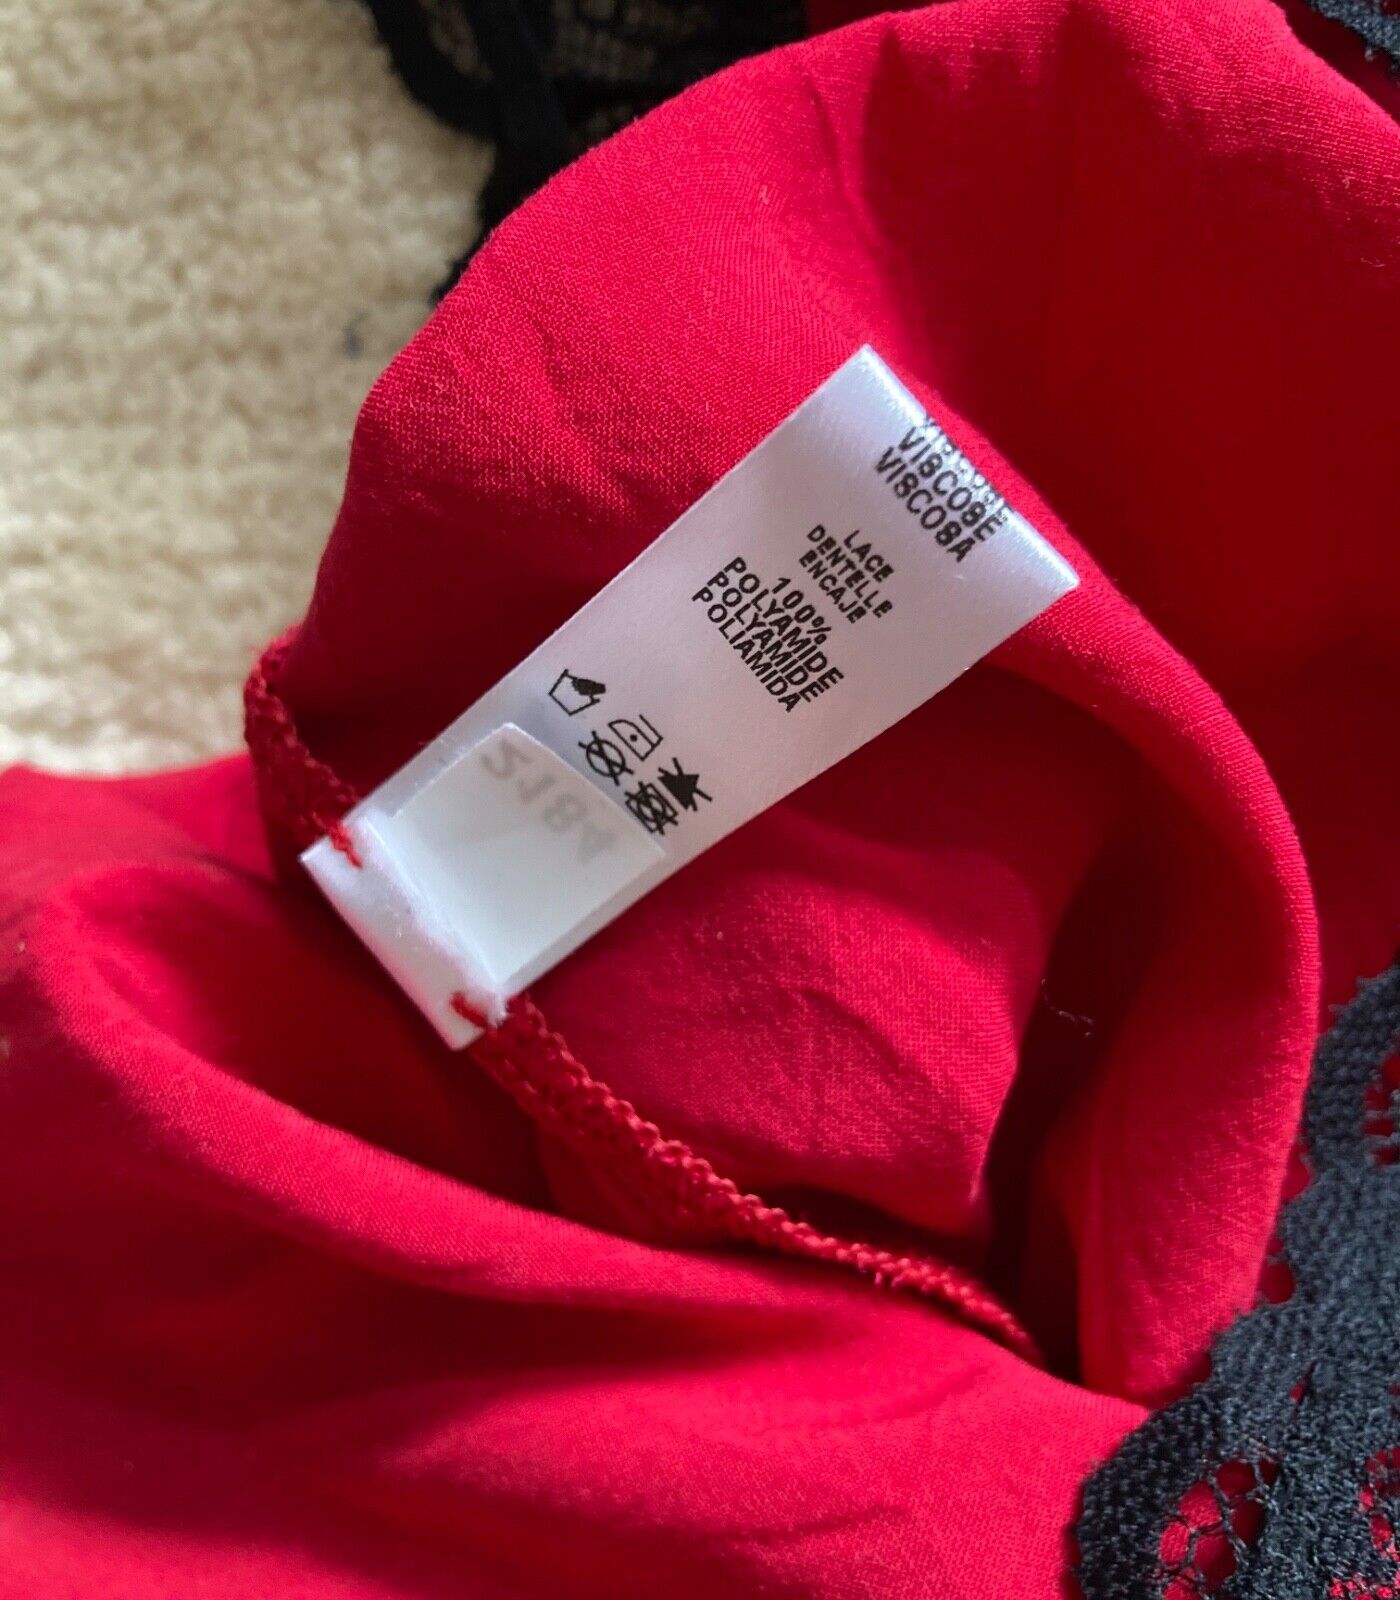 VISCOSE
VISCOSA
LACE
DENTELLE
ENCAJE
100%
POLYAMIDE
POLYAMIDE
POLIAMIDA